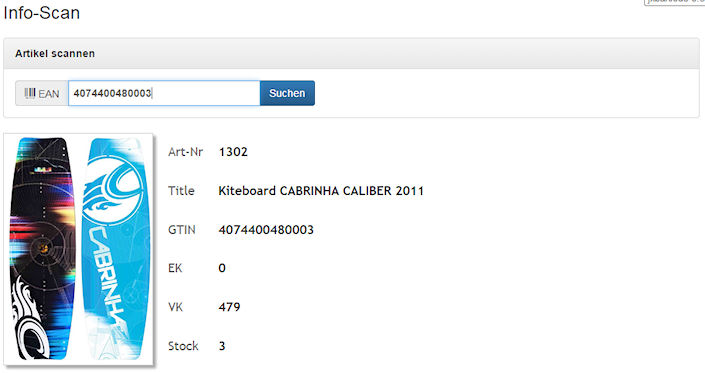 Info-Scan
Artikel scannen
EAN 4074400480003 Suchen
Art-Nr 1302
Title Kiteboard CABRINHA CALIBER 2011
GTIN 4074400480003
EK 0
VK 479
Stock 3
CABRINHA